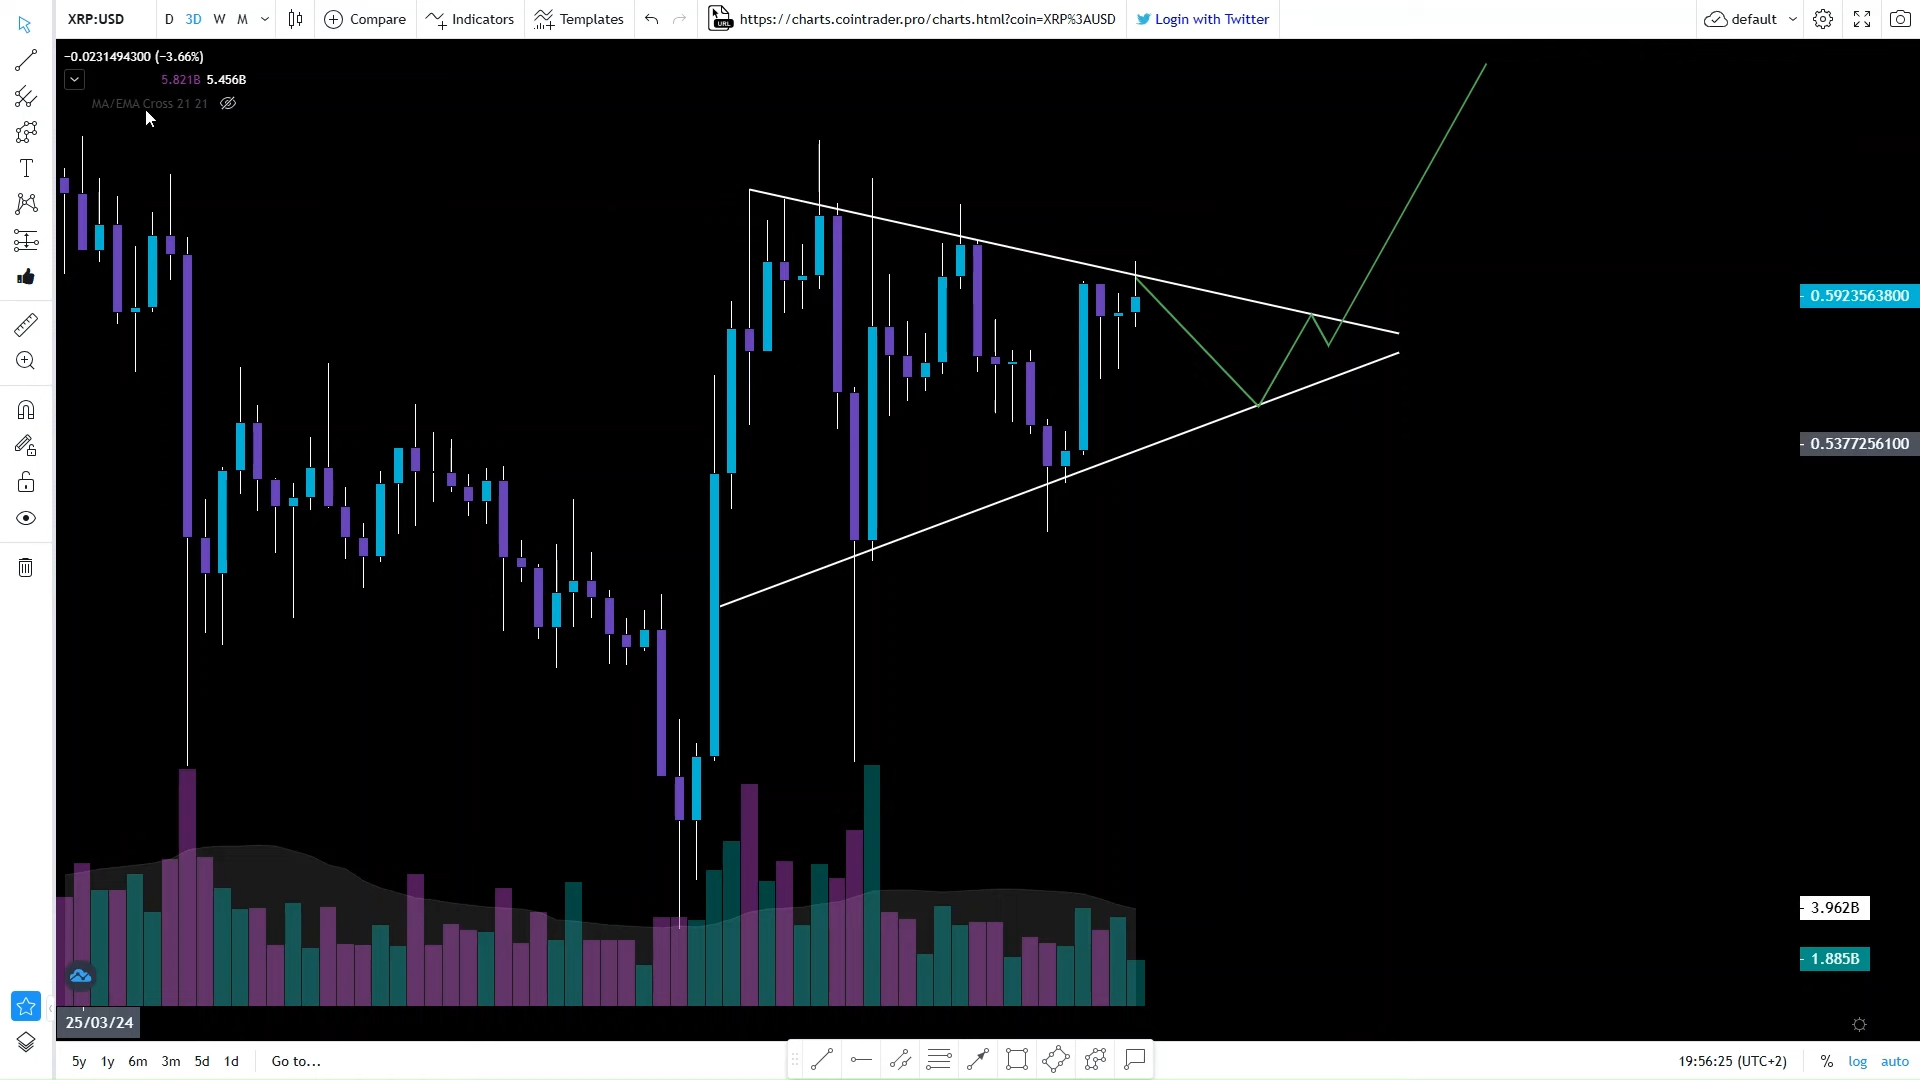 XRP:USD D 3D W M Compare Indicators Templates https://charts.cointrader.pro/charts.html?coin=XRP%3AUSD Login with Twitter default
−0.0231494300 (−3.66%)
5.821B 5.456B
MA/EMA Cross 21 21
T
0.5923563800
0.5377256100
3.962B
1.885B
25/03/24
5y 1y 6m 3m 5d 1d Go to... 19:56:25 (UTC+2) % log auto